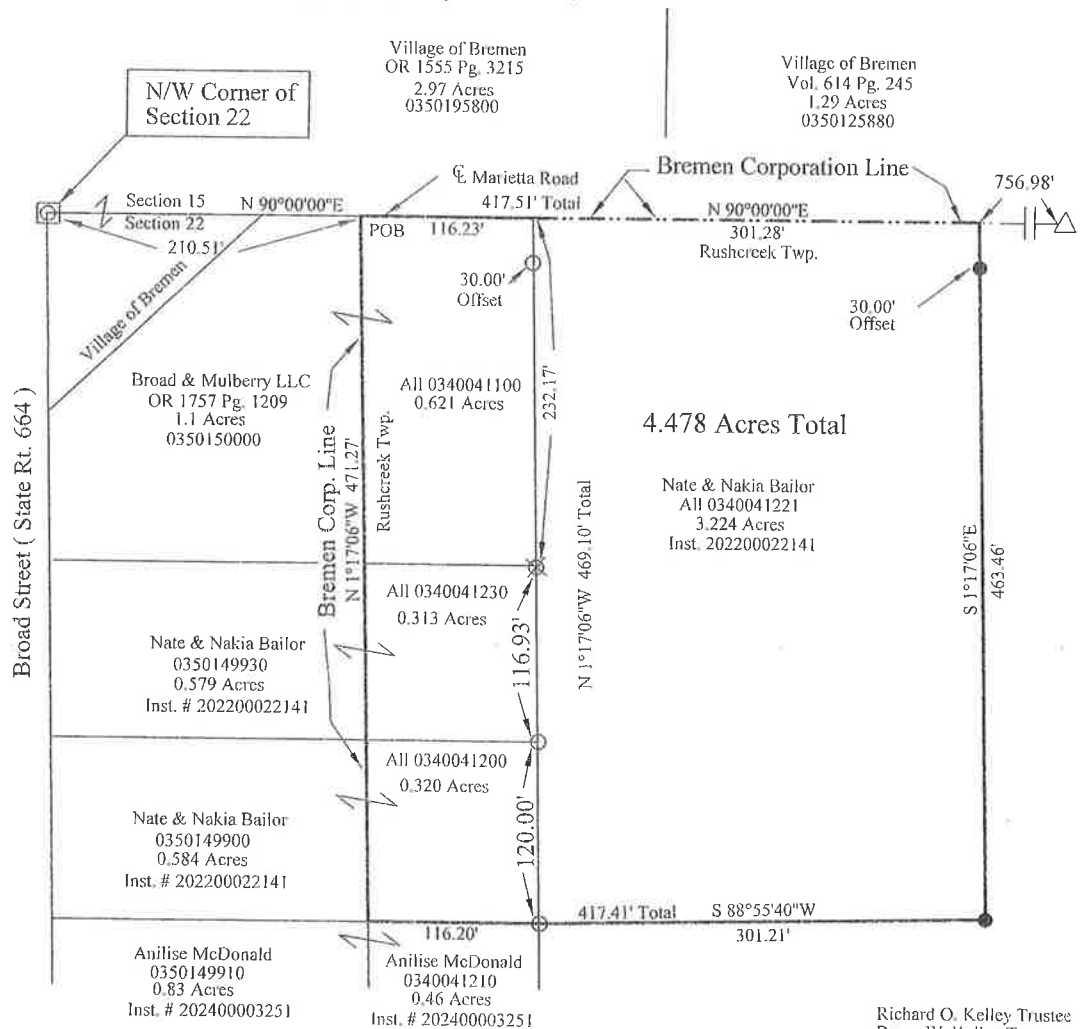 Village of Bremen
OR 1555 Pg. 3215
2.97 Acres
0350195800
Village of Bremen
Vol. 614 Pg. 245
1.29 Acres
0350125880
N/W Corner of
Section 22
Bremen Corporation Line
756.98'
℄ Marietta Road
417.51' Total
Section 15
Section 22
N 90°00'00"E
210.51'
POB
116.23'
N 90°00'00"E
301.28'
Rushcreek Twp.
30.00'
Offset
30.00'
Offset
Village of Bremen
Broad Street ( State Rt. 664 )
Broad & Mulberry LLC
OR 1757 Pg. 1209
1.1 Acres
0350150000
Bremen Corp. Line
N 1°17'06"W 471.27'
Rushcreek Twp.
All 0340041100
0.621 Acres
232.17'
4.478 Acres Total
Nate & Nakia Bailor
All 0340041221
3.224 Acres
Inst. 202200022141
N 1°17'06"W 469.10' Total
S 1°17'06"E
463.46'
All 0340041230
0.313 Acres
116.93'
Nate & Nakia Bailor
0350149930
0.579 Acres
Inst. # 202200022141
All 0340041200
0.320 Acres
120.00'
Nate & Nakia Bailor
0350149900
0.584 Acres
Inst. # 202200022141
417.41' Total
S 88°55'40"W
116.20'
301.21'
Anilise McDonald
0350149910
0.83 Acres
Inst. # 202400003251
Anilise McDonald
0340041210
0.46 Acres
Inst. # 202400003251
Richard O. Kelley Trustee